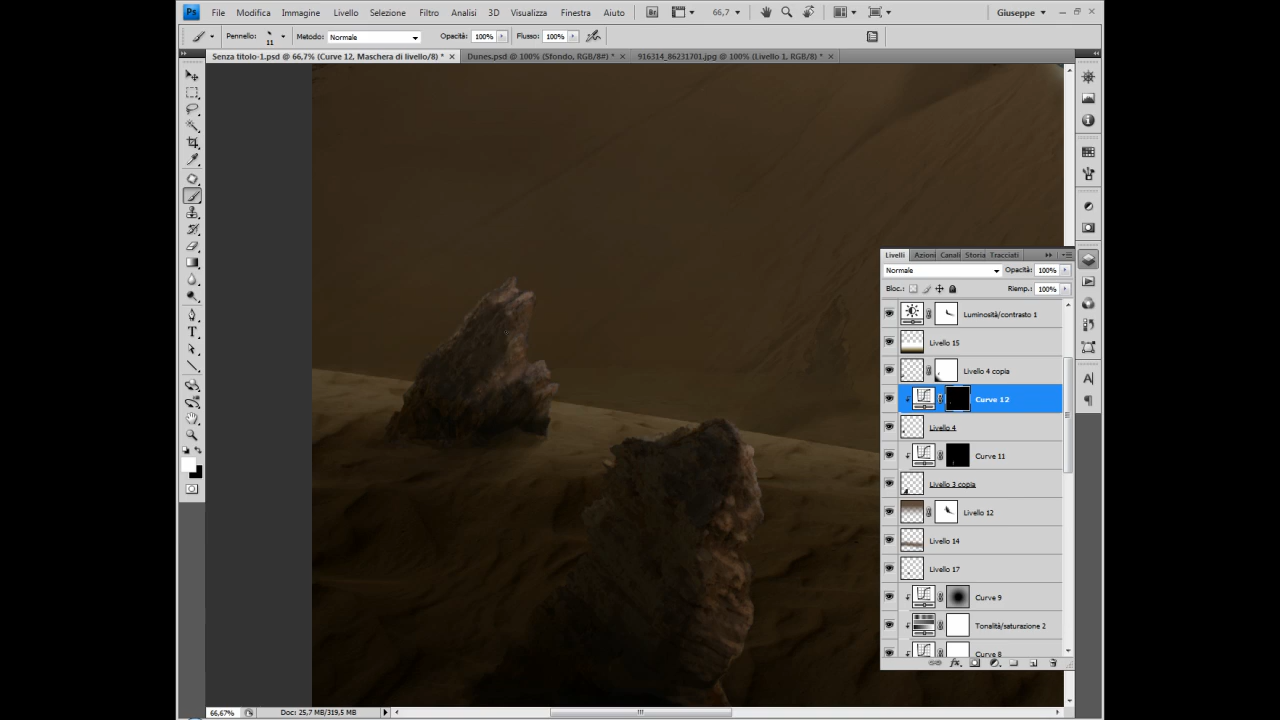 Ps File Modifica Immagine Livello Selezione Filtro Analisi 3D Visualizza Finestra Aiuto Br 66,7 Giuseppe
Pennello: 11 Metodo: Normale Opacità: 100% Flusso: 100%
Senza titolo-1.psd @ 66,7% (Curve 12, Maschera di livello/8) * Dunes.psd @ 100% (Sfondo, RGB/8#) * 916314_86231701.jpg @ 100% (Livello 1, RGB/8) *
Livelli Azioni Canali Storia Tracciati
Normale Opacità: 100%
Bloc.: Riemp.: 100%
Luminosità/contrasto 1
Livello 15
Livello 4 copia
Curve 12
Livello 4
Curve 11
Livello 3 copia
Livello 12
Livello 14
Livello 17
Curve 9
Tonalità/saturazione 2
Curve 8
66,67% Doc: 25,7 MB/319,5 MB